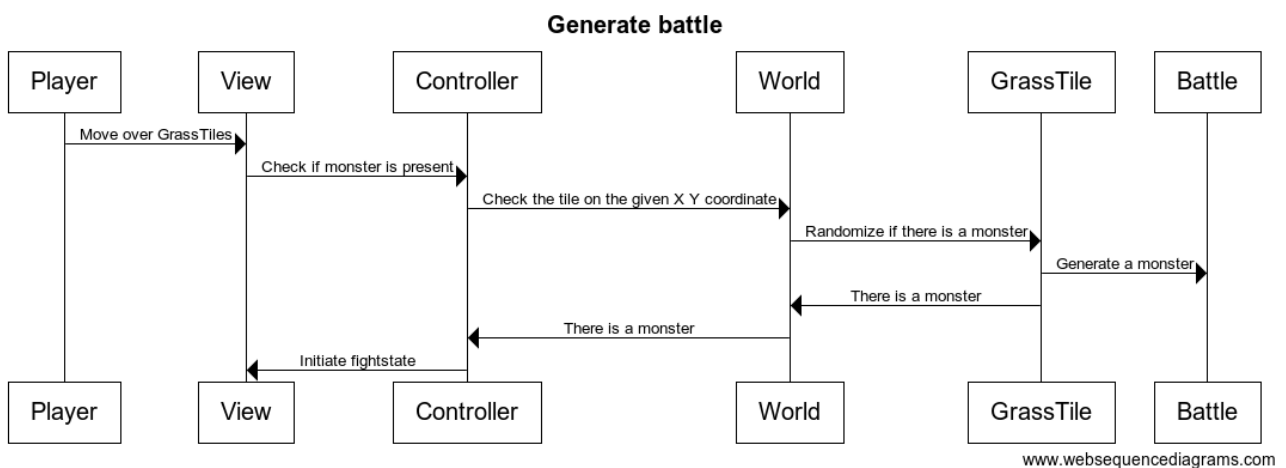 Generate battle
Player View Controller World GrassTile Battle
Move over GrassTiles
Check if monster is present
Check the tile on the given X Y coordinate
Randomize if there is a monster
Generate a monster
There is a monster
There is a monster
Initiate fightstate
Player View Controller World GrassTile Battle
www.websequencediagrams.com